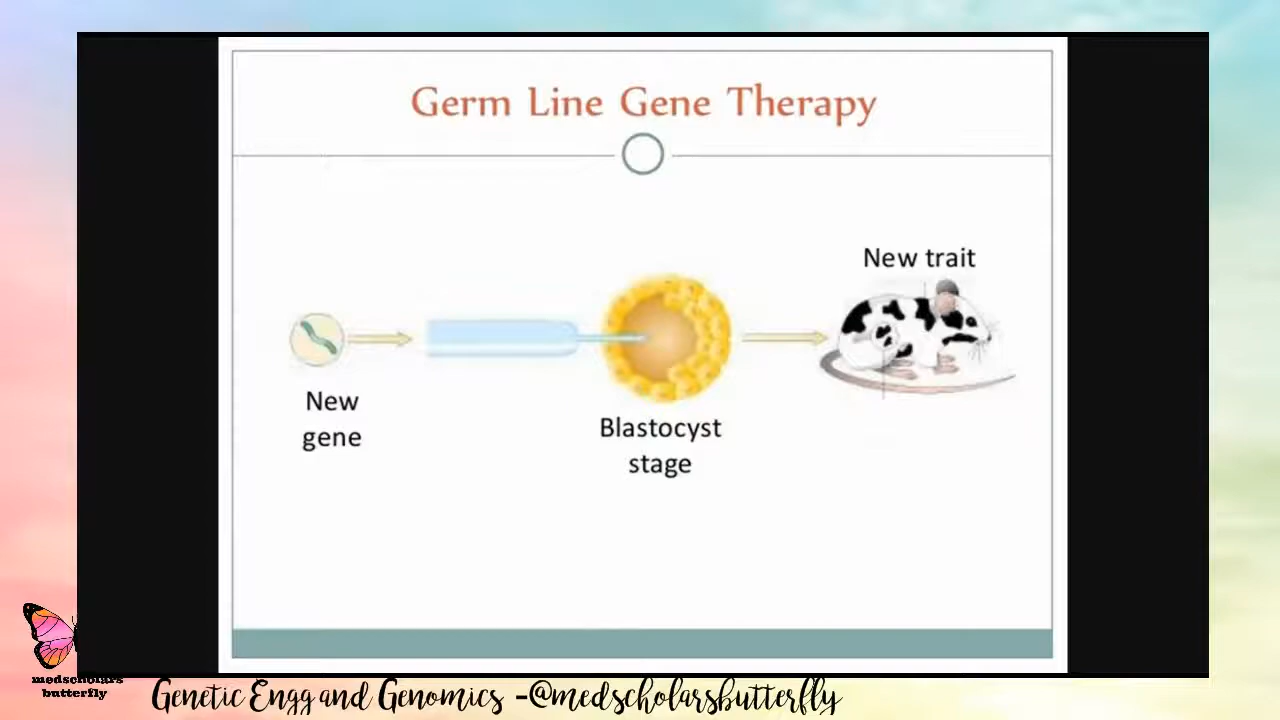 Germ Line Gene Therapy
New trait
New
gene
Blastocyst
stage
medscholars
butterfly
Genetic Engg and Genomics -@medscholarsbutterfly